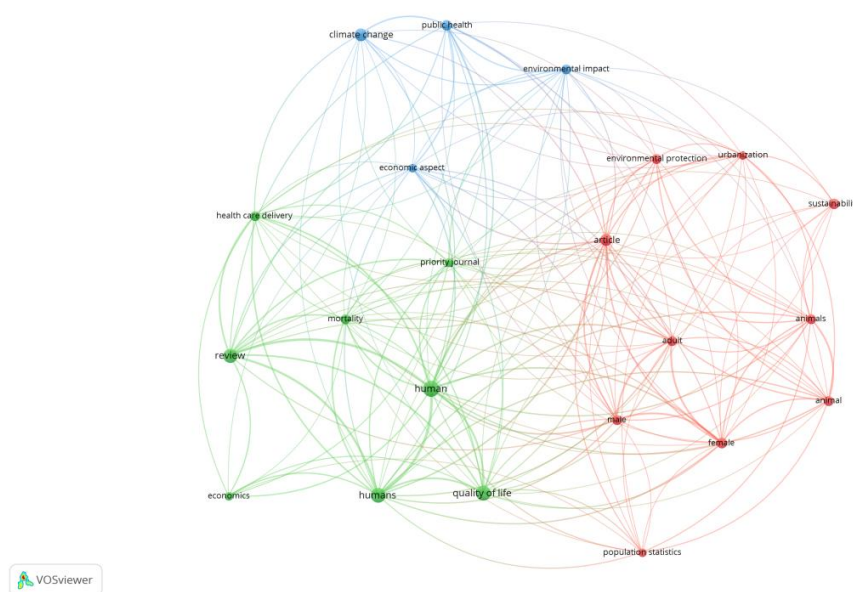 public health
climate change
environmental impact
urbanization
environmental protection
economic aspect
sustainabili
health care delivery
article
priority journal
mortality
animals
adult
review
human
animal
male
female
quality of life
humans
economics
population statistics
VOSviewer